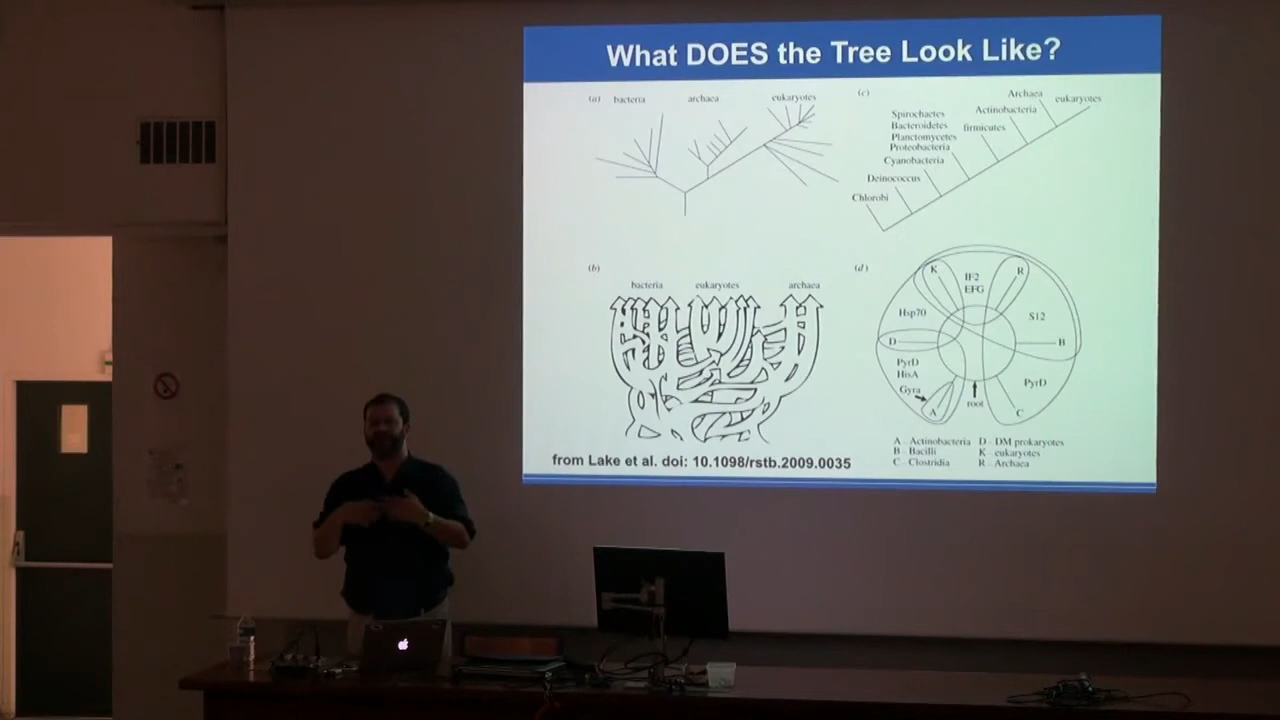 What DOES the Tree Look Like?
(a) bacteria archaea eukaryotes
(c)
Archaea
eukaryotes
Actinobacteria
Spirochaetes
firmicutes
Bacteroidetes
Planctomycetes
Proteobacteria
Cyanobacteria
Deinococcus
Chlorobi
(b)
bacteria eukaryotes archaea
(d)
K
IF2
EFG
R
Hsp70
S12
D
B
PyrD
HisA
PyrD
Gyra
root
A
C
A - Actinobacteria D - DM prokaryotes
B - Bacilli K - eukaryotes
C - Clostridia R - Archaea
from Lake et al. doi: 10.1098/rstb.2009.0035